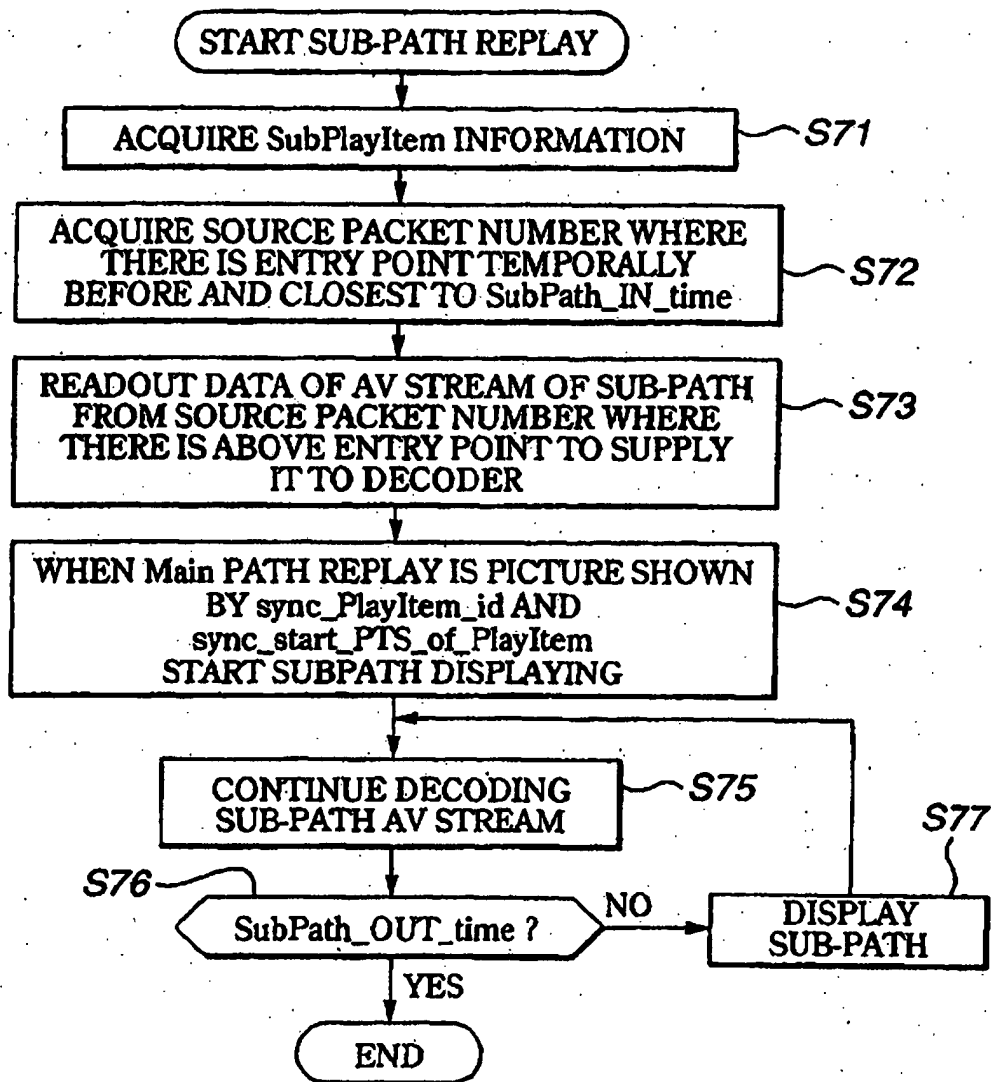 START SUB-PATH REPLAY
ACQUIRE SubPlayItem INFORMATION
S71
ACQUIRE SOURCE PACKET NUMBER WHERE
THERE IS ENTRY POINT TEMPORALLY
BEFORE AND CLOSEST TO SubPath_IN_time
S72
READOUT DATA OF AV STREAM OF SUB-PATH
FROM SOURCE PACKET NUMBER WHERE
THERE IS ABOVE ENTRY POINT TO SUPPLY
IT TO DECODER
S73
WHEN Main PATH REPLAY IS PICTURE SHOWN
BY sync_PlayItem_id AND
sync_start_PTS_of_PlayItem
START SUBPATH DISPLAYING
S74
CONTINUE DECODING
SUB-PATH AV STREAM
S75
S76
SubPath_OUT_time ?
NO
S77
DISPLAY
SUB-PATH
YES
END